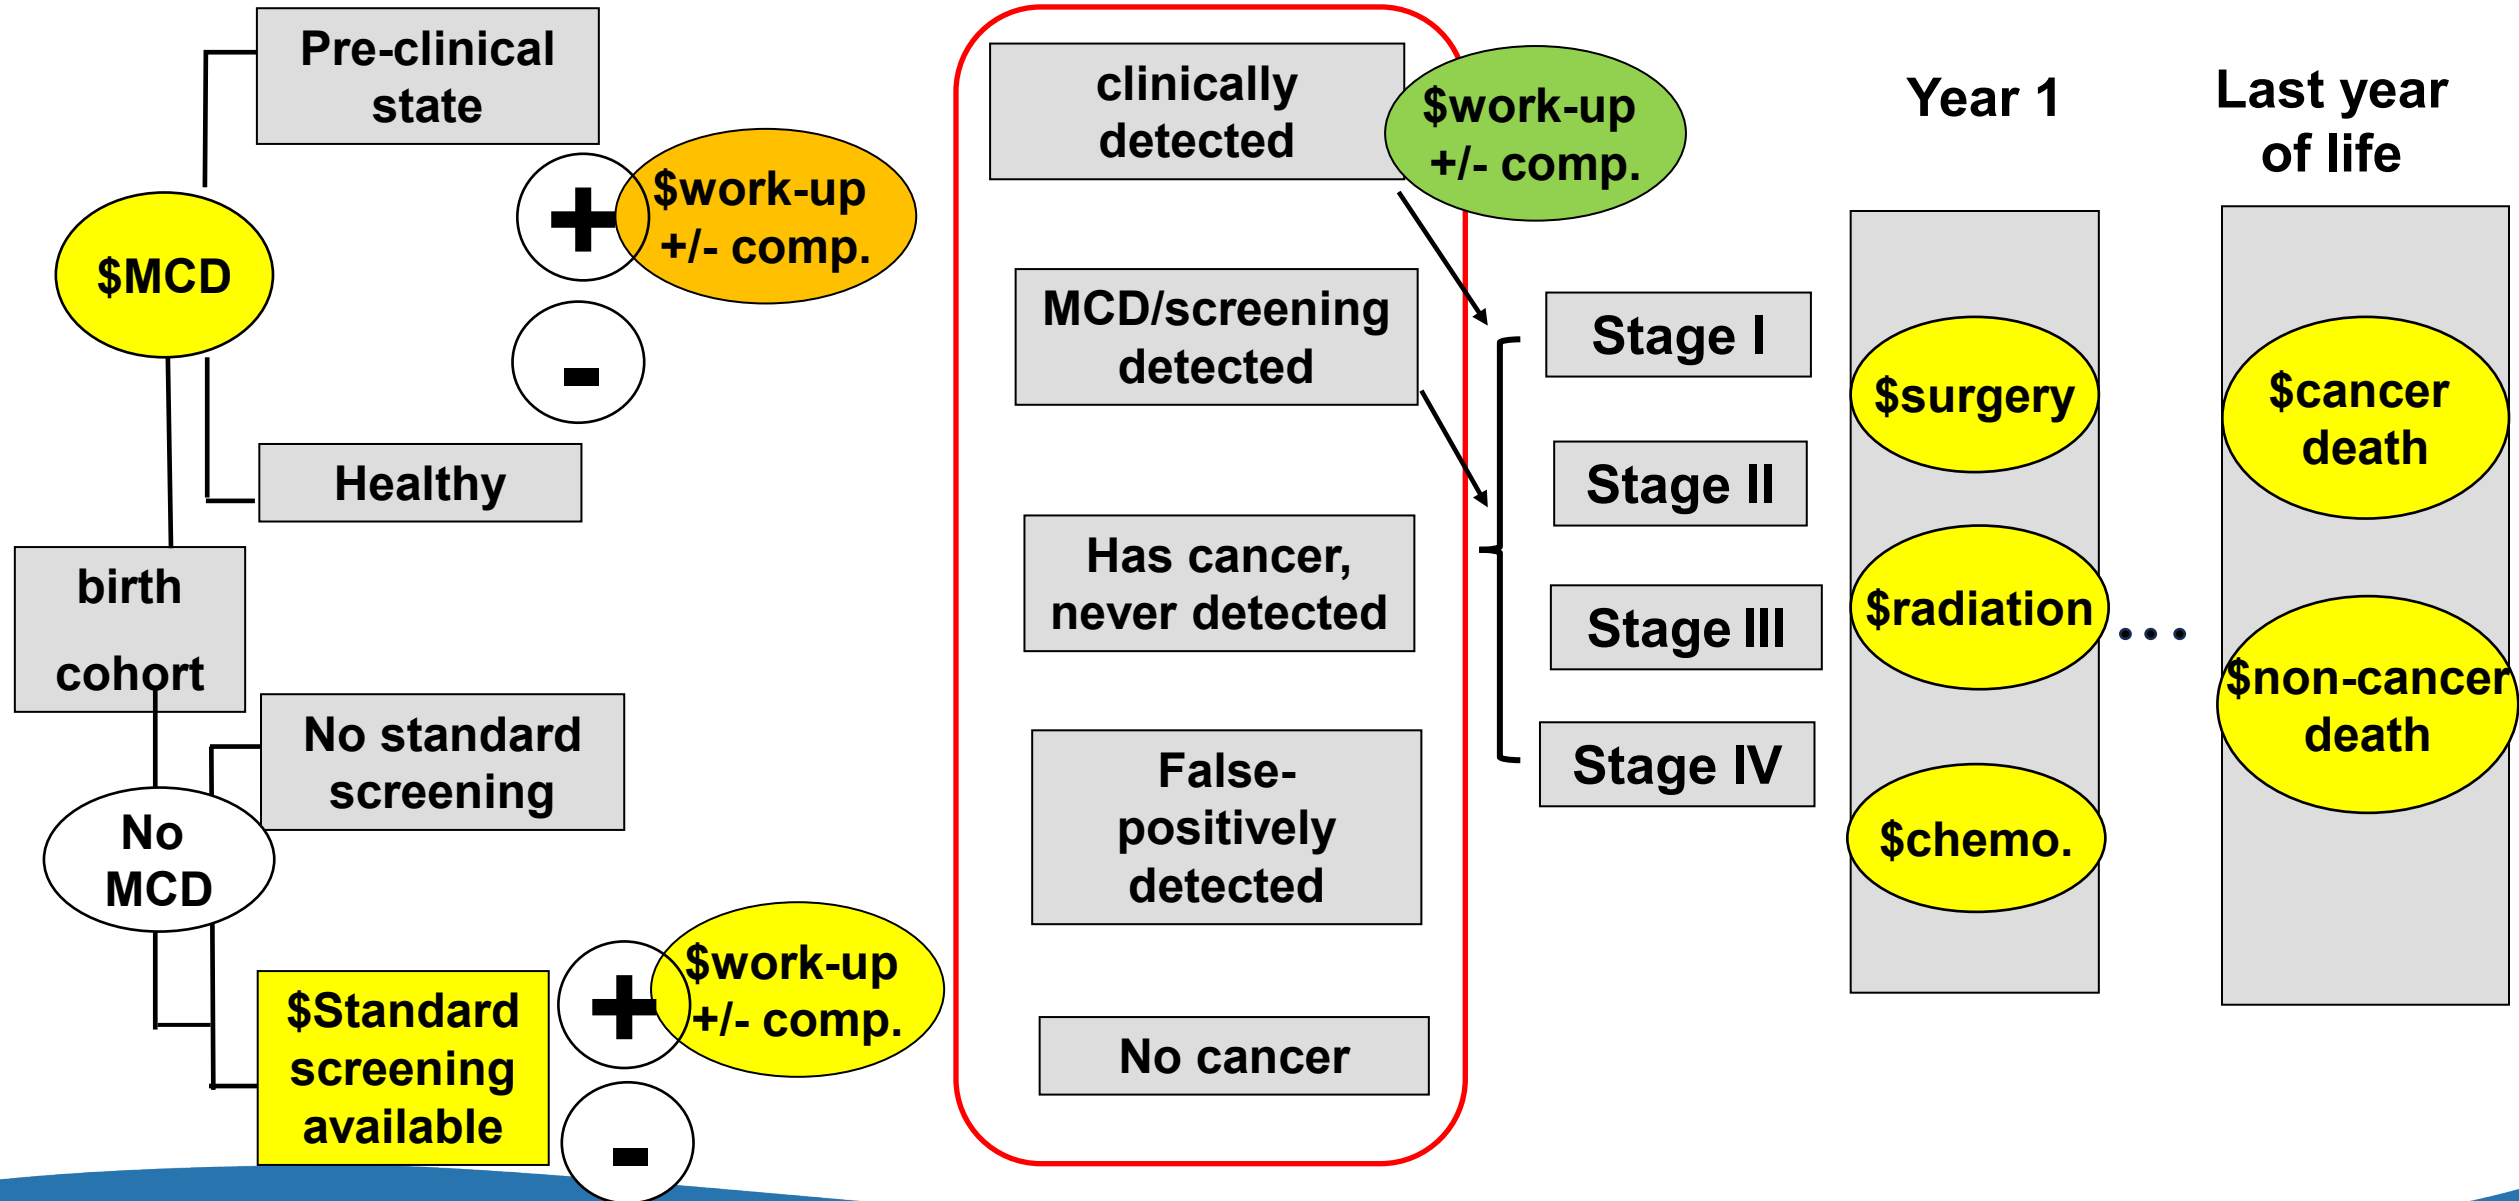 Pre-clinical
state
+
$work-up
+/- comp.
$MCD
-
Healthy
birth
cohort
No standard
screening
No
MCD
$Standard
screening
available
+
$work-up
+/- comp.
-
clinically
detected
$work-up
+/- comp.
MCD/screening
detected
Has cancer,
never detected
False-
positively
detected
No cancer
Stage I
Stage II
Stage III
Stage IV
Year 1
$surgery
$radiation
$chemo.
...
Last year
of life
$cancer
death
$non-cancer
death